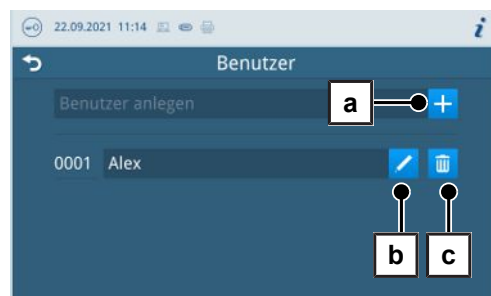 22.09.2021 11:14
i
Benutzer
Benutzer anlegen
a
+
0001 Alex
b c